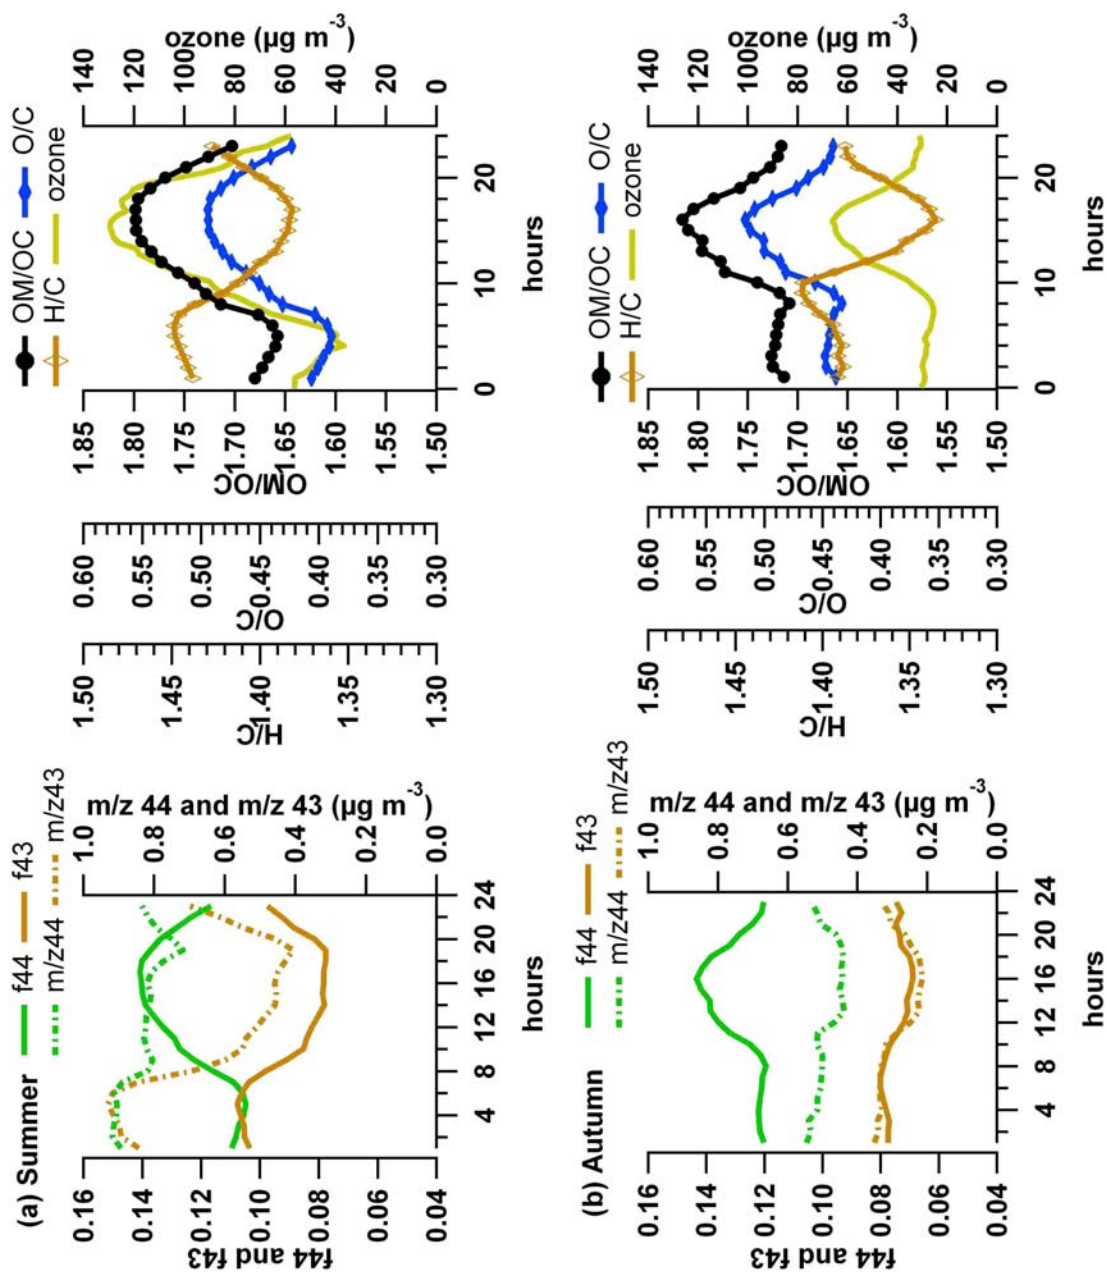 (a) Summer
f44 f43
m/z44 m/z43
f44 and f43
0.16
0.14
0.12
0.10
0.08
0.06
0.04
4 8 12 16 20 24
hours
m/z 44 and m/z 43 (µg m-3)
1.0
0.8
0.6
0.4
0.2
0.0
H/C
1.50
1.45
1.40
1.35
1.30
O/C
0.60
0.55
0.50
0.45
0.40
0.35
0.30
OM/OC
1.85
1.80
1.75
1.70
1.65
1.60
1.50
OM/OC O/C
H/C ozone
0 10 20
hours
ozone (µg m-3)
140
120
100
80
60
40
20
0
(b) Autumn
f44 f43
m/z44 m/z43
f44 and f43
0.16
0.14
0.12
0.10
0.08
0.06
0.04
4 8 12 16 20 24
hours
m/z 44 and m/z 43 (µg m-3)
1.0
0.8
0.6
0.4
0.2
0.0
H/C
1.50
1.45
1.40
1.35
1.30
O/C
0.60
0.55
0.50
0.45
0.40
0.35
0.30
OM/OC
1.85
1.80
1.75
1.70
1.65
1.60
1.50
OM/OC O/C
H/C ozone
0 10 20
hours
ozone (µg m-3)
140
120
100
80
60
40
20
0